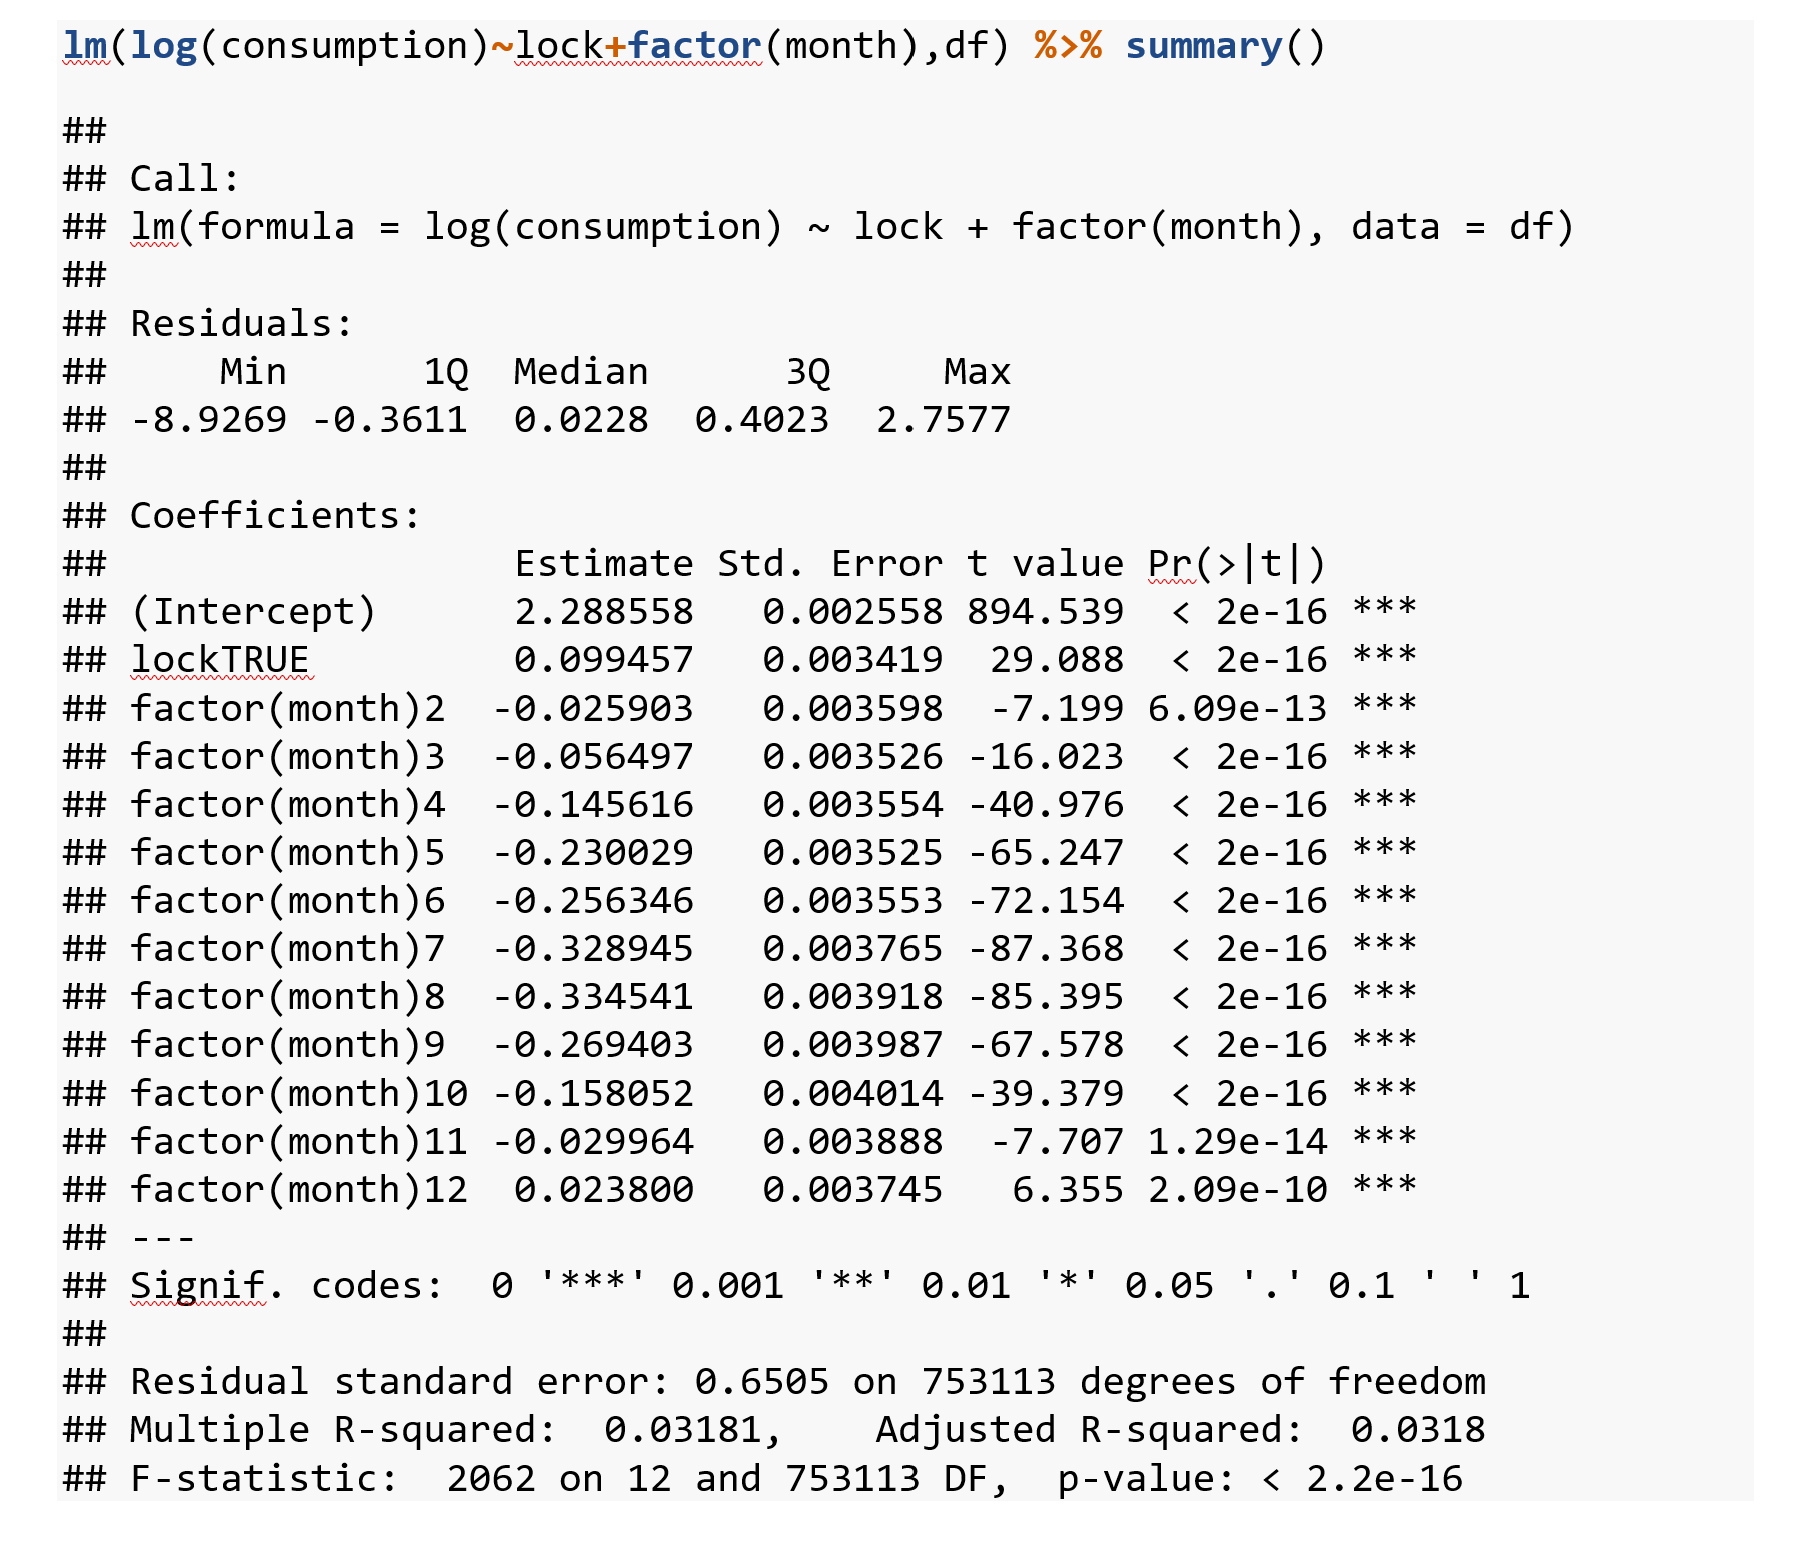 lm(log(consumption)~lock+factor(month),df) %>% summary()
##
## Call:
## lm(formula = log(consumption) ~ lock + factor(month), data = df)
##
## Residuals:
##     Min      1Q  Median      3Q     Max
## -8.9269 -0.3611  0.0228  0.4023  2.7577
##
## Coefficients:
##                  Estimate Std. Error t value Pr(>|t|)
## (Intercept)      2.288558   0.002558 894.539  < 2e-16 ***
## lockTRUE         0.099457   0.003419  29.088  < 2e-16 ***
## factor(month)2  -0.025903   0.003598  -7.199 6.09e-13 ***
## factor(month)3  -0.056497   0.003526 -16.023  < 2e-16 ***
## factor(month)4  -0.145616   0.003554 -40.976  < 2e-16 ***
## factor(month)5  -0.230029   0.003525 -65.247  < 2e-16 ***
## factor(month)6  -0.256346   0.003553 -72.154  < 2e-16 ***
## factor(month)7  -0.328945   0.003765 -87.368  < 2e-16 ***
## factor(month)8  -0.334541   0.003918 -85.395  < 2e-16 ***
## factor(month)9  -0.269403   0.003987 -67.578  < 2e-16 ***
## factor(month)10 -0.158052   0.004014 -39.379  < 2e-16 ***
## factor(month)11 -0.029964   0.003888  -7.707 1.29e-14 ***
## factor(month)12  0.023800   0.003745   6.355 2.09e-10 ***
## ---
## Signif. codes:  0 '***' 0.001 '**' 0.01 '*' 0.05 '.' 0.1 ' ' 1
##
## Residual standard error: 0.6505 on 753113 degrees of freedom
## Multiple R-squared:  0.03181,    Adjusted R-squared:  0.0318
## F-statistic:  2062 on 12 and 753113 DF,  p-value: < 2.2e-16